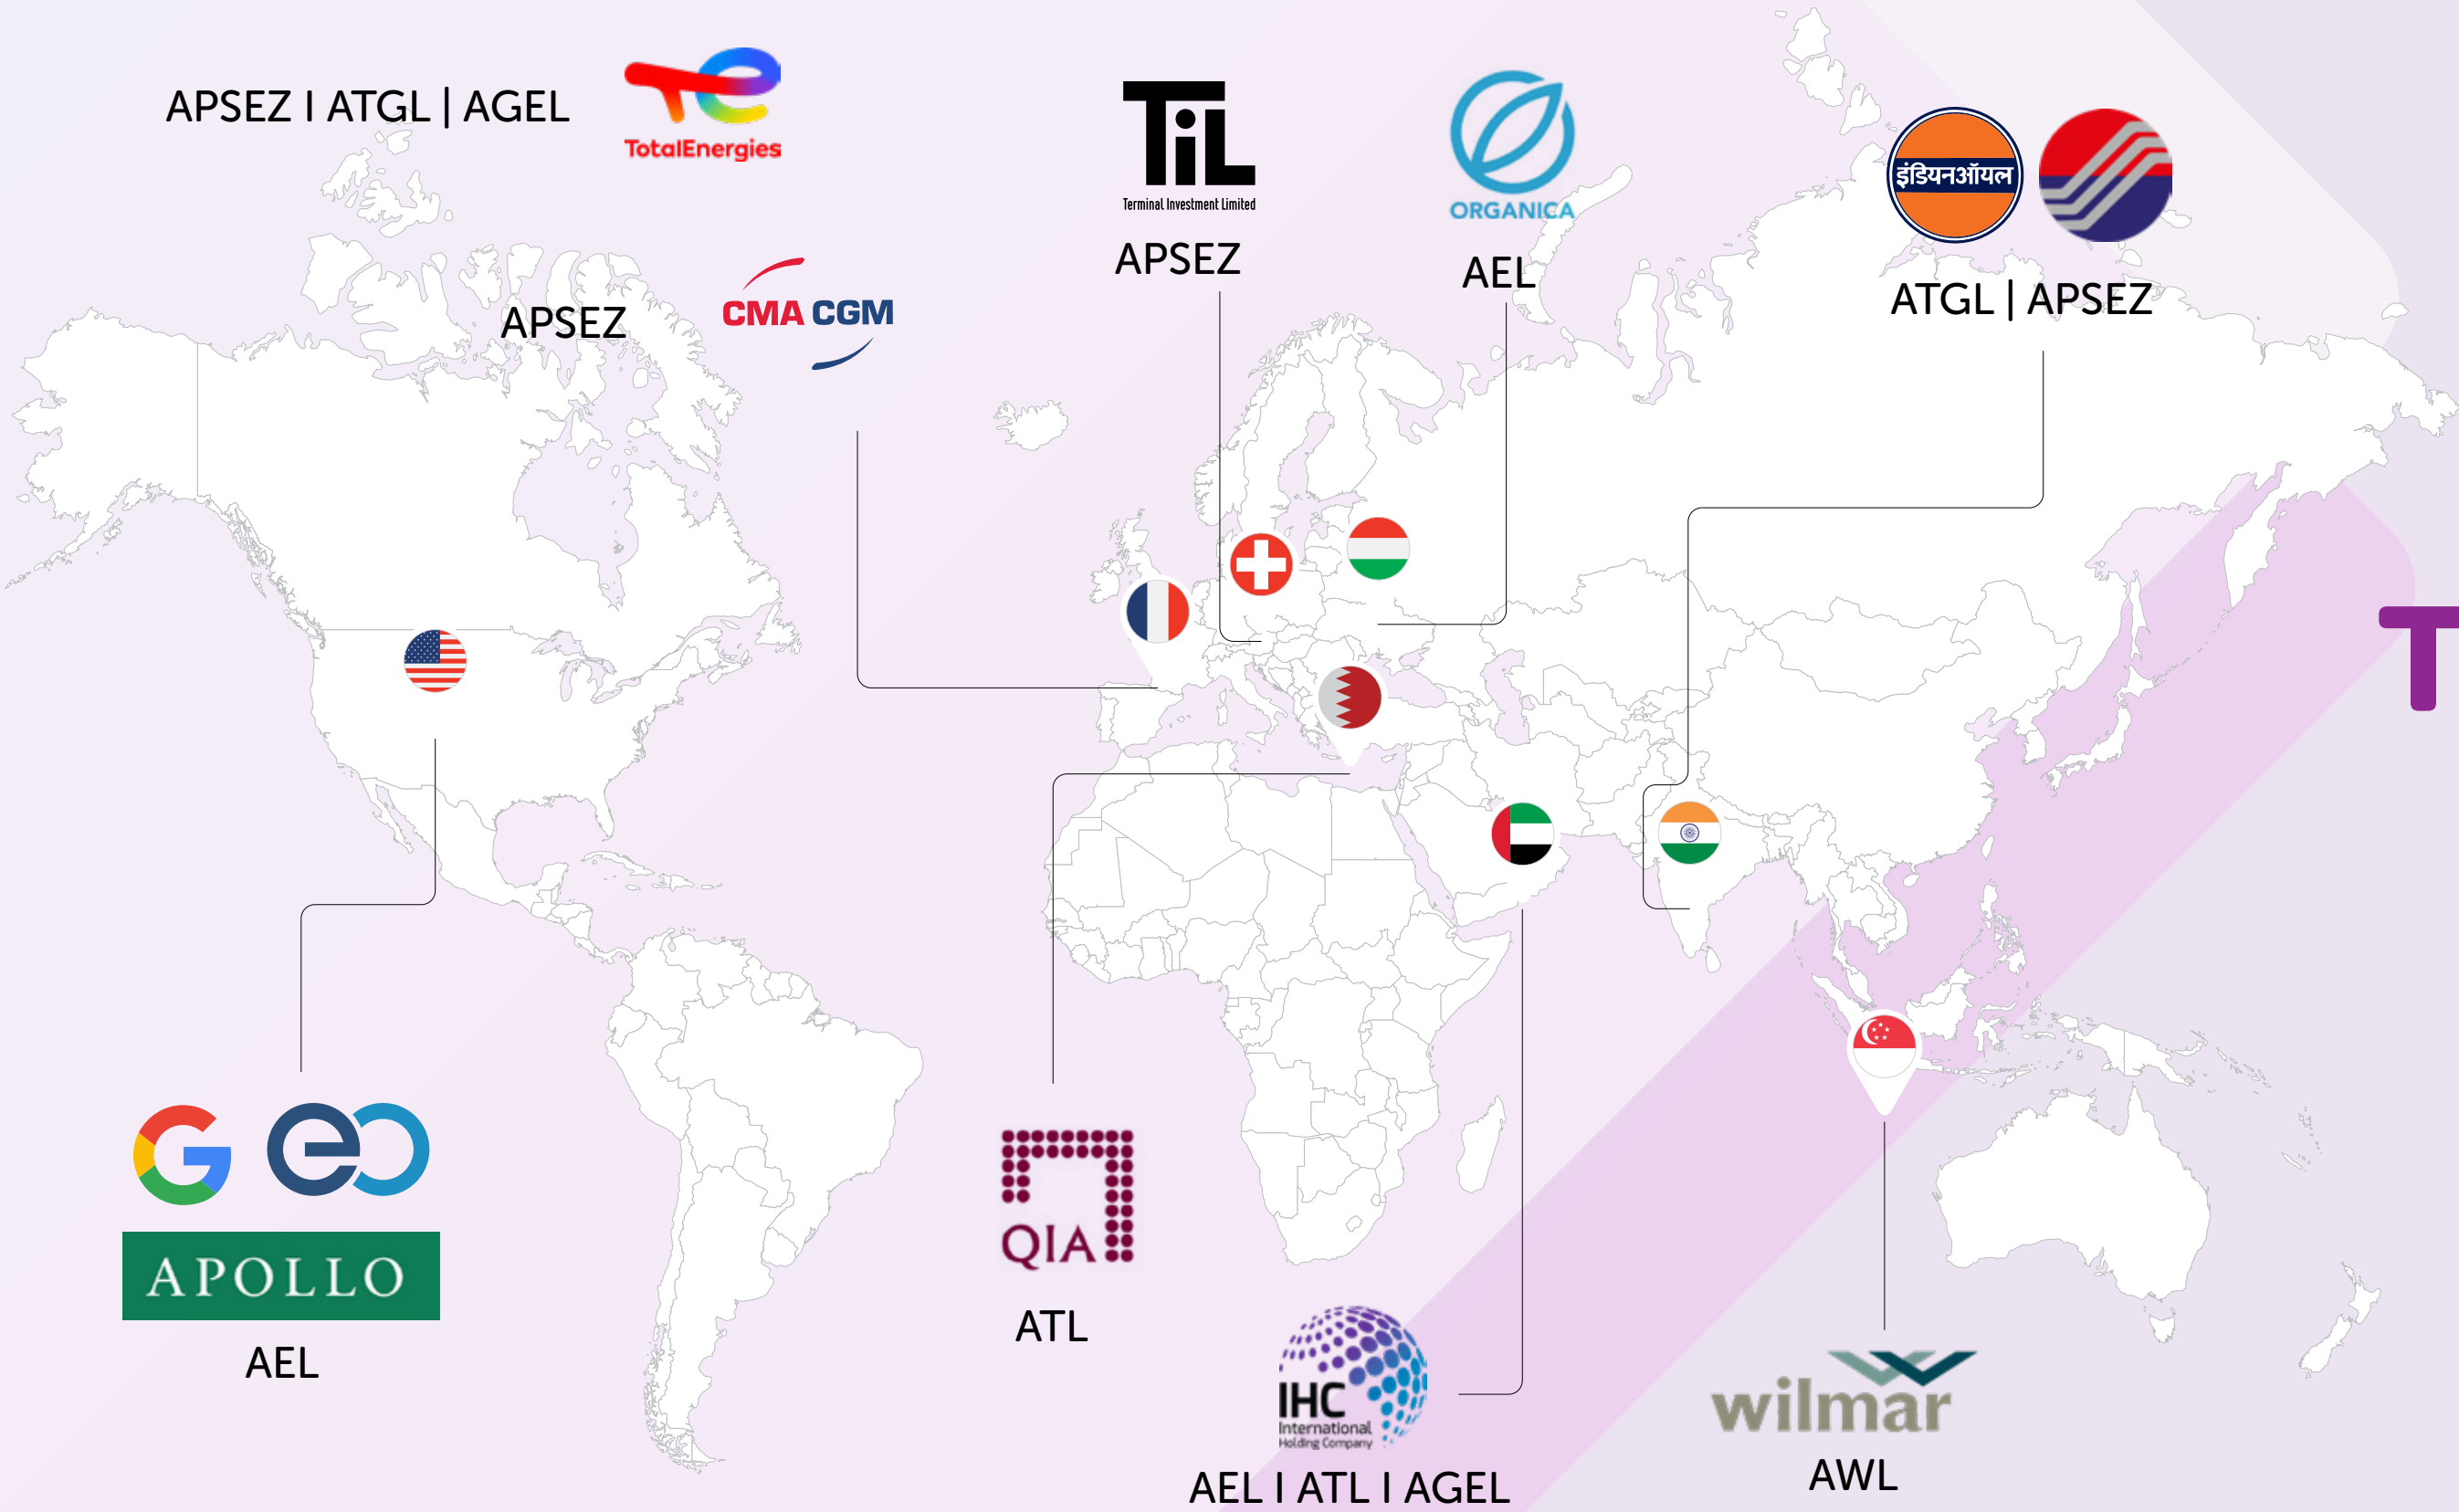 APSEZ I ATGL | AGEL
TotalEnergies
APSEZ
CMA CGM
TiL
Terminal Investment Limited
APSEZ
ORGANICA
AEL
इंडियनऑयल
ATGL | APSEZ
T
G
eo
APOLLO
AEL
QIA
ATL
IHC
International
Holding Company
AEL I ATL I AGEL
wilmar
AWL